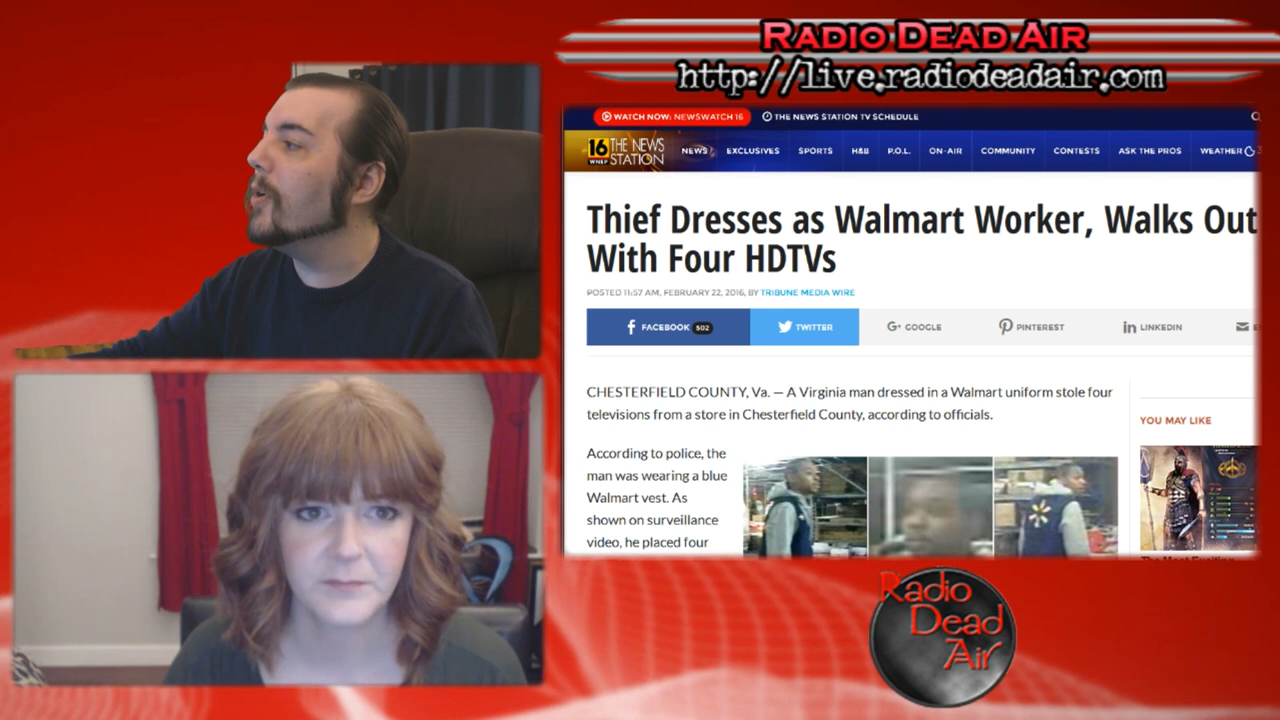 Radio Dead Air
http://live.radiodeadair.com
WATCH NOW: NEWSWATCH 16
THE NEWS STATION TV SCHEDULE
16
WNEP
THE NEWS
STATION
NEWS
EXCLUSIVES
SPORTS
H&B
P.O.L.
ON-AIR
COMMUNITY
CONTESTS
ASK THE PROS
WEATHER
Thief Dresses as Walmart Worker, Walks Out
With Four HDTVs
POSTED 11:57 AM, FEBRUARY 22, 2016, BY TRIBUNE MEDIA WIRE
FACEBOOK 502
TWITTER
GOOGLE
PINTEREST
LINKEDIN
CHESTERFIELD COUNTY, Va. — A Virginia man dressed in a Walmart uniform stole four
televisions from a store in Chesterfield County, according to officials.
According to police, the
man was wearing a blue
Walmart vest. As
shown on surveillance
video, he placed four
YOU MAY LIKE
Radio
Dead
Air